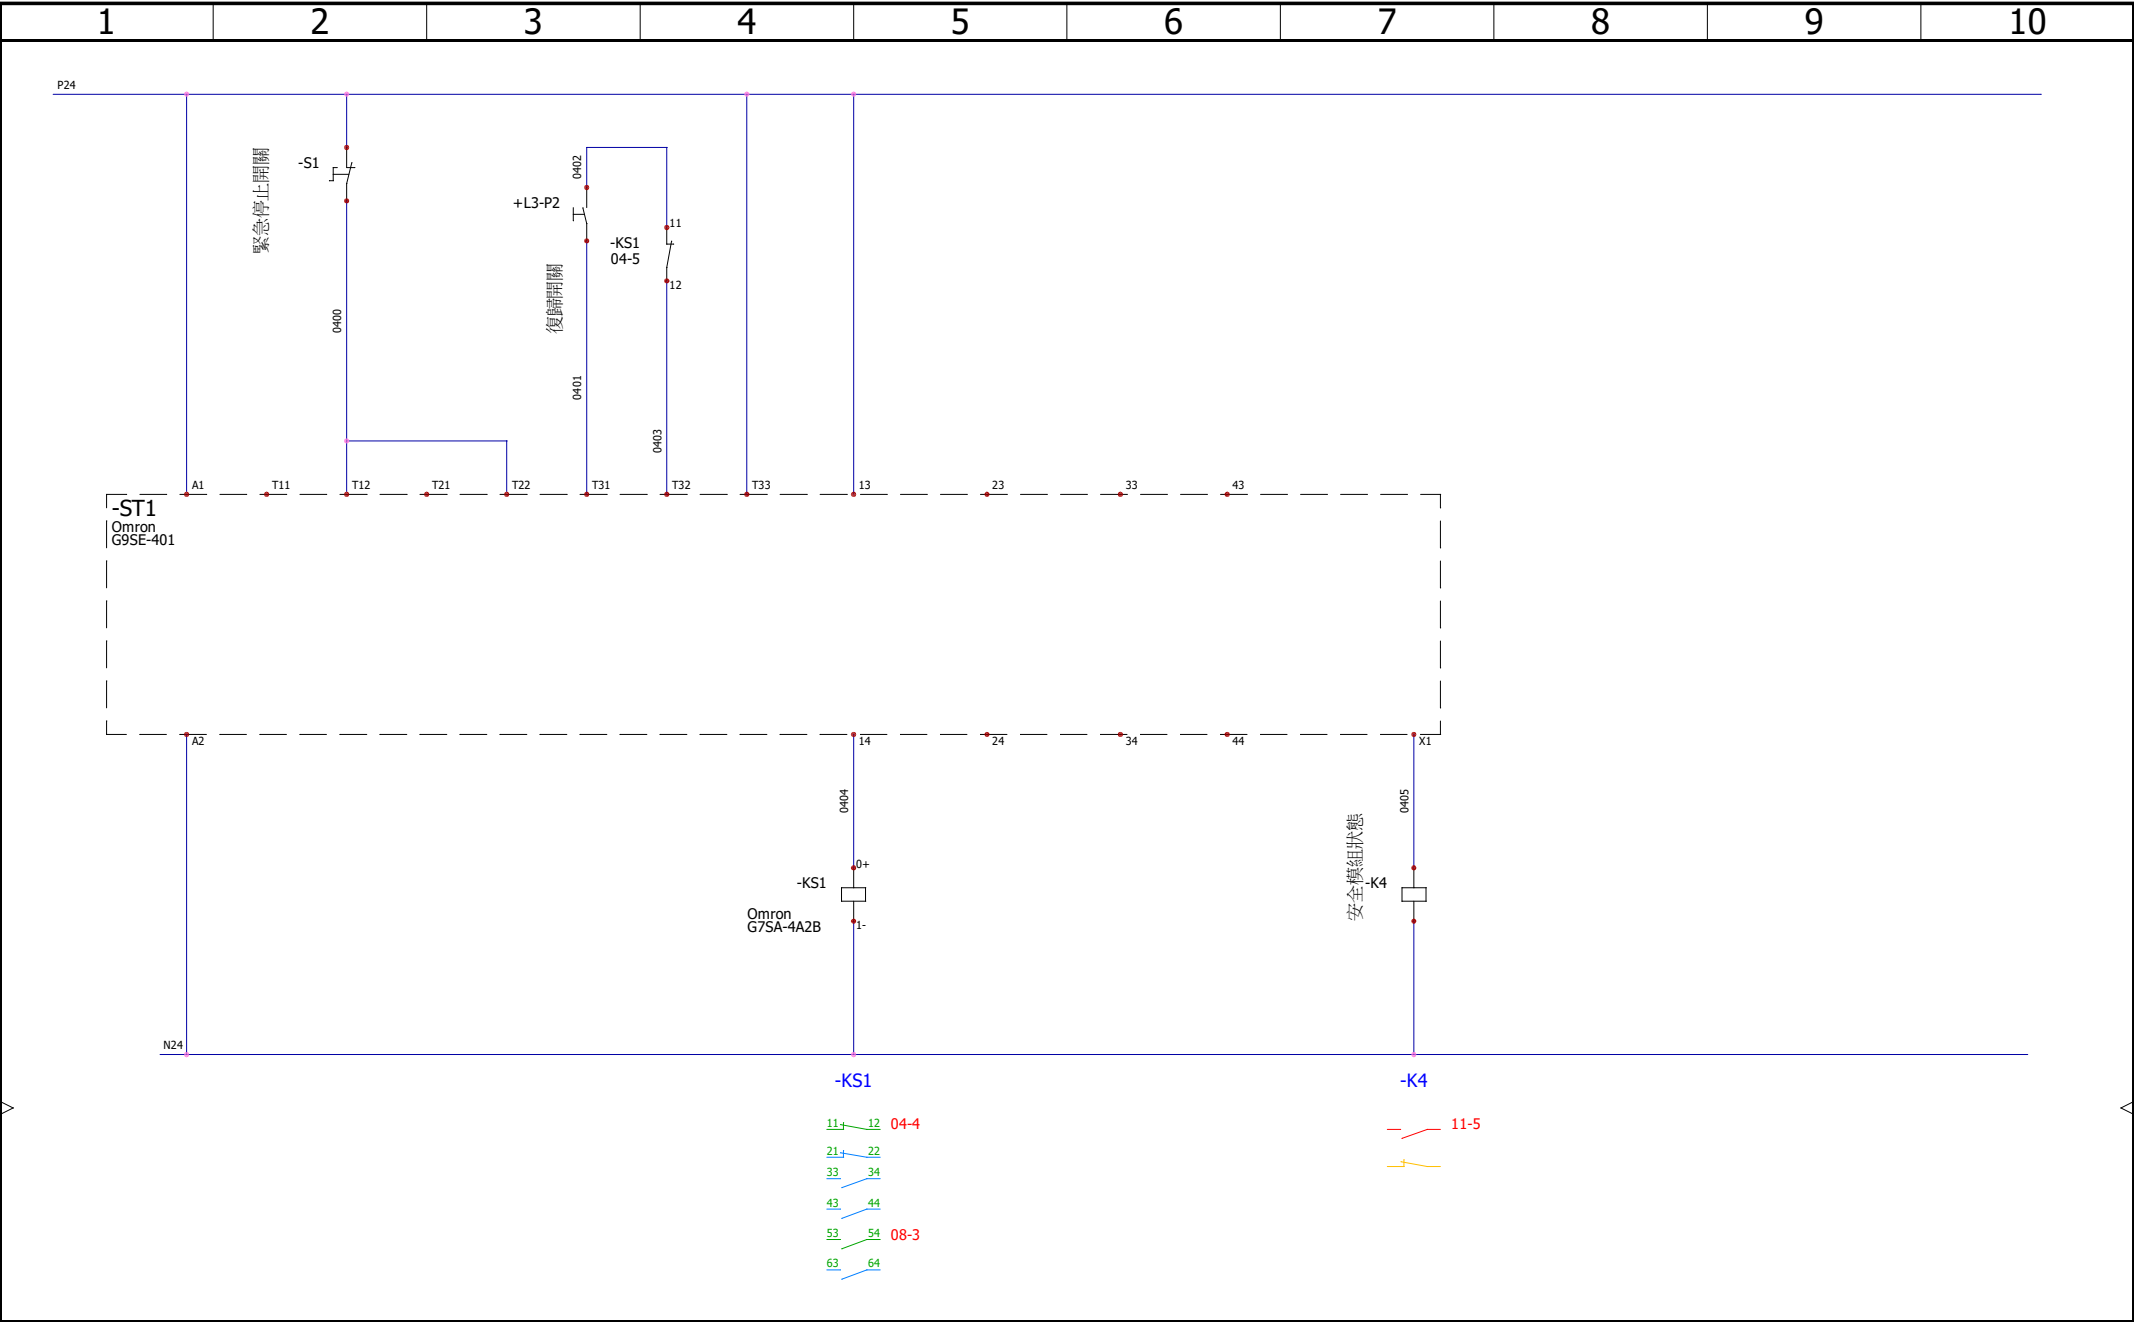 1 2 3 4 5 6 7 8 9 10
P24
-S1
緊急停止開關
0400
0402
+L3-P2
復歸開關
0401
11
-KS1
04-5
12
0403
A1 T11 T12 T21 T22 T31 T32 T33 13 23 33 43
-ST1
Omron
G9SE-401
A2 14 24 34 44 X1
0404
0405
安全模組狀態
0+
-KS1
1-
Omron
G7SA-4A2B
-K4
N24
-KS1
-K4
11 12 04-4
11-5
21 22
33 34
43 44
53 54 08-3
63 64